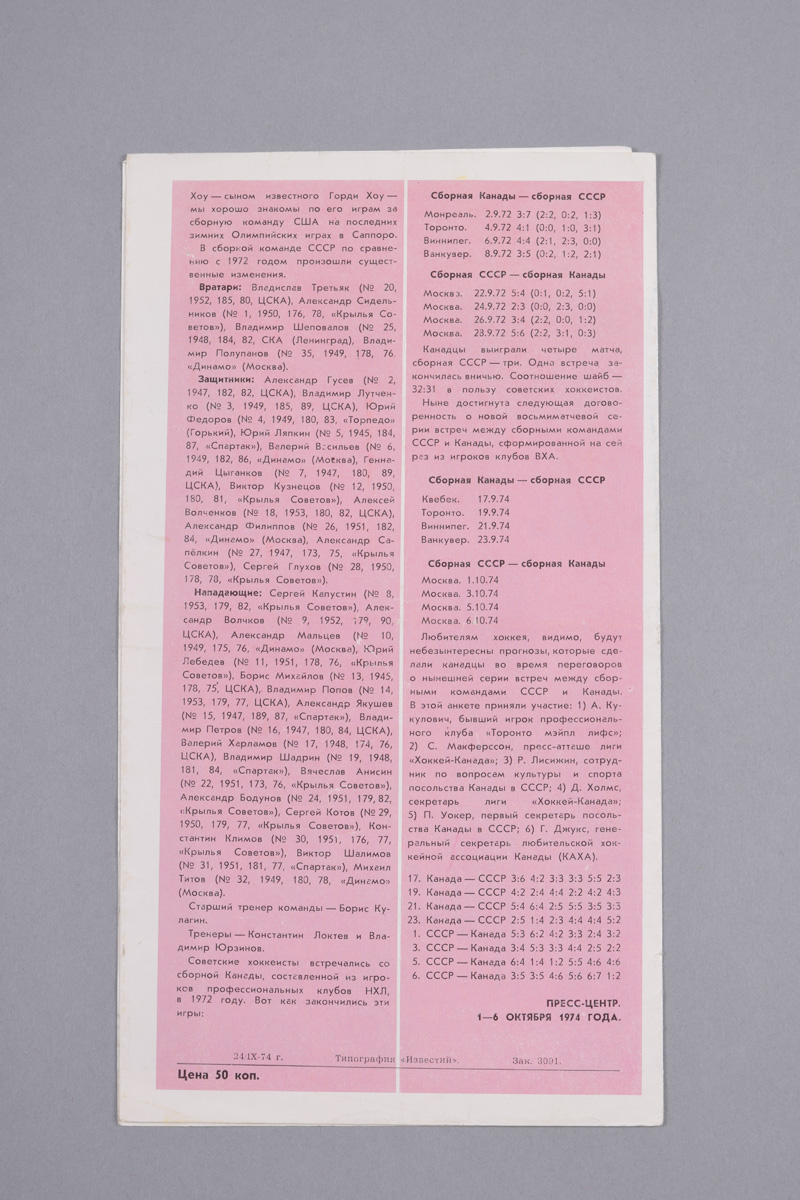 Хоу — сыном известного Горди Хоу —
мы хорошо знакомы по его играм за
сборную команду США на последних
зимних Олимпийских играх в Саппоро.
В сборной команде СССР по сравне-
нию с 1972 годом произошли сущест-
венные изменения.
Вратари: Владислав Третьяк (№ 20,
1952, 185, 80, ЦСКА), Александр Сидель-
ников (№ 1, 1950, 176, 78, «Крылья Со-
ветов»), Владимир Шеповалов (№ 25,
1948, 184, 82, СКА (Ленинград), Влади-
мир Полупанов (№ 35, 1949, 178, 76.
«Динамо» (Москва).
Защитники: Александр Гусев (№ 2,
1947, 182, 82, ЦСКА), Владимир Лутчен-
ко (№ 3, 1949, 185, 89, ЦСКА), Юрий
Федоров (№ 4, 1949, 180, 83, «Торпедо»
(Горький), Юрий Ляпкин (№ 5, 1945, 184,
87, «Спартак»), Валерий Васильев (№ 6,
1949, 182, 86, «Динамо» (Москва), Генна-
дий Цыганков (№ 7, 1947, 180, 89,
ЦСКА), Виктор Кузнецов (№ 12, 1950,
180, 81, «Крылья Советов»), Алексей
Волченков (№ 18, 1953, 180, 82, ЦСКА),
Александр Филиппов (№ 26, 1951, 182,
84, «Динамо» (Москва), Александр Са-
пёлкин (№ 27, 1947, 173, 75, «Крылья
Советов»), Сергей Глухов (№ 28, 1950,
178, 78, «Крылья Советов»).
Нападающие: Сергей Капустин (№ 8,
1953, 179, 82, «Крылья Советов»), Алек-
сандр Волчков (№ 9, 1952, 179, 90,
ЦСКА), Александр Мальцев (№ 10,
1949, 175, 76, «Динамо» (Москва), Юрий
Лебедев (№ 11, 1951, 178, 76, «Крылья
Советов»), Борис Михайлов (№ 13, 1945,
178, 75, ЦСКА), Владимир Попов (№ 14,
1953, 179, 77, ЦСКА), Александр Якушев
(№ 15, 1947, 189, 87, «Спартак»), Влади-
мир Петров (№ 16, 1947, 180, 84, ЦСКА),
Валерий Харламов (№ 17, 1948, 174, 76,
ЦСКА), Владимир Шадрин (№ 19, 1948,
181, 84, «Спартак»), Вячеслав Анисин
(№ 22, 1951, 173, 76, «Крылья Советов»),
Александр Бодунов (№ 24, 1951, 179, 82,
«Крылья Советов»), Сергей Котов (№ 29,
1950, 179, 77, «Крылья Советов»), Кон-
стантин Климов (№ 30, 1951, 176, 77,
«Крылья Советов»), Виктор Шалимов
(№ 31, 1951, 181, 77, «Спартак»), Михаил
Титов (№ 32, 1949, 180, 78, «Динамо»
(Москва).
Старший тренер команды — Борис Ку-
лагин.
Тренеры — Константин Локтев и Вла-
димир Юрзинов.
Советские хоккеисты встречались со
сборной Канады, составленной из игро-
ков профессиональных клубов НХЛ,
в 1972 году. Вот как закончились эти
игры:
Сборная Канады — сборная СССР
Монреаль. 2.9.72 3:7 (2:2, 0:2, 1:3)
Торонто. 4.9.72 4:1 (0:0, 1:0, 3:1)
Виннипег. 6.9.72 4:4 (2:1, 2:3, 0:0)
Ванкувер. 8.9.72 3:5 (0:2, 1:2, 2:1)
Сборная СССР — сборная Канады
Москва. 22.9.72 5:4 (0:1, 0:2, 5:1)
Москва. 24.9.72 2:3 (0:0, 2:3, 0:0)
Москва. 26.9.72 3:4 (2:2, 0:0, 1:2)
Москва. 23.9.72 5:6 (2:2, 3:1, 0:3)
Канадцы выиграли четыре матча,
сборная СССР — три. Одна встреча за-
кончилась вничью. Соотношение шайб —
32:31 в пользу советских хоккеистов.
Ныне достигнута следующая догово-
ренность о новой восьмиматчевой се-
рии встреч между сборными командами
СССР и Канады, сформированной на сей
раз из игроков клубов ВХА.
Сборная Канады — сборная СССР
Квебек. 17.9.74
Торонто. 19.9.74
Виннипег. 21.9.74
Ванкувер. 23.9.74
Сборная СССР — сборная Канады
Москва. 1.10.74
Москва. 3.10.74
Москва. 5.10.74
Москва. 6.10.74
Любителям хоккея, видимо, будут
небезынтересны прогнозы, которые сде-
лали канадцы во время переговоров
о нынешней серии встреч между сбор-
ными командами СССР и Канады.
В этой анкете приняли участие: 1) А. Ку-
кулович, бывший игрок профессиональ-
ного клуба «Торонто мэйпл лифс»;
2) С. Макферссон, пресс-атташе лиги
«Хоккей-Канада»; 3) Р. Лисижин, сотруд-
ник по вопросам культуры и спорта
посольства Канады в СССР; 4) Д. Холмс,
секретарь лиги «Хоккей-Канада»;
5) П. Уокер, первый секретарь посоль-
ства Канады в СССР; 6) Г. Джукс, гене-
ральный секретарь любительской хок-
кейной ассоциации Канады (КАХА).
17. Канада — СССР 3:6 4:2 3:3 3:3 5:5 2:3
19. Канада — СССР 4:2 2:4 4:4 2:2 4:2 4:3
21. Канада — СССР 5:4 6:4 2:5 5:5 3:5 3:3
23. Канада — СССР 2:5 1:4 2:3 4:4 4:4 5:2
1. СССР — Канада 5:3 6:2 4:2 3:3 2:4 3:2
3. СССР — Канада 3:4 5:3 3:3 4:4 2:5 2:2
5. СССР — Канада 6:4 1:4 1:2 5:5 4:6 4:6
6. СССР — Канада 3:5 3:5 4:6 5:6 6:7 1:2
ПРЕСС-ЦЕНТР.
1—6 ОКТЯБРЯ 1974 ГОДА.
24/IX-74 г. Типография «Известий». Зак. 3091.
Цена 50 коп.